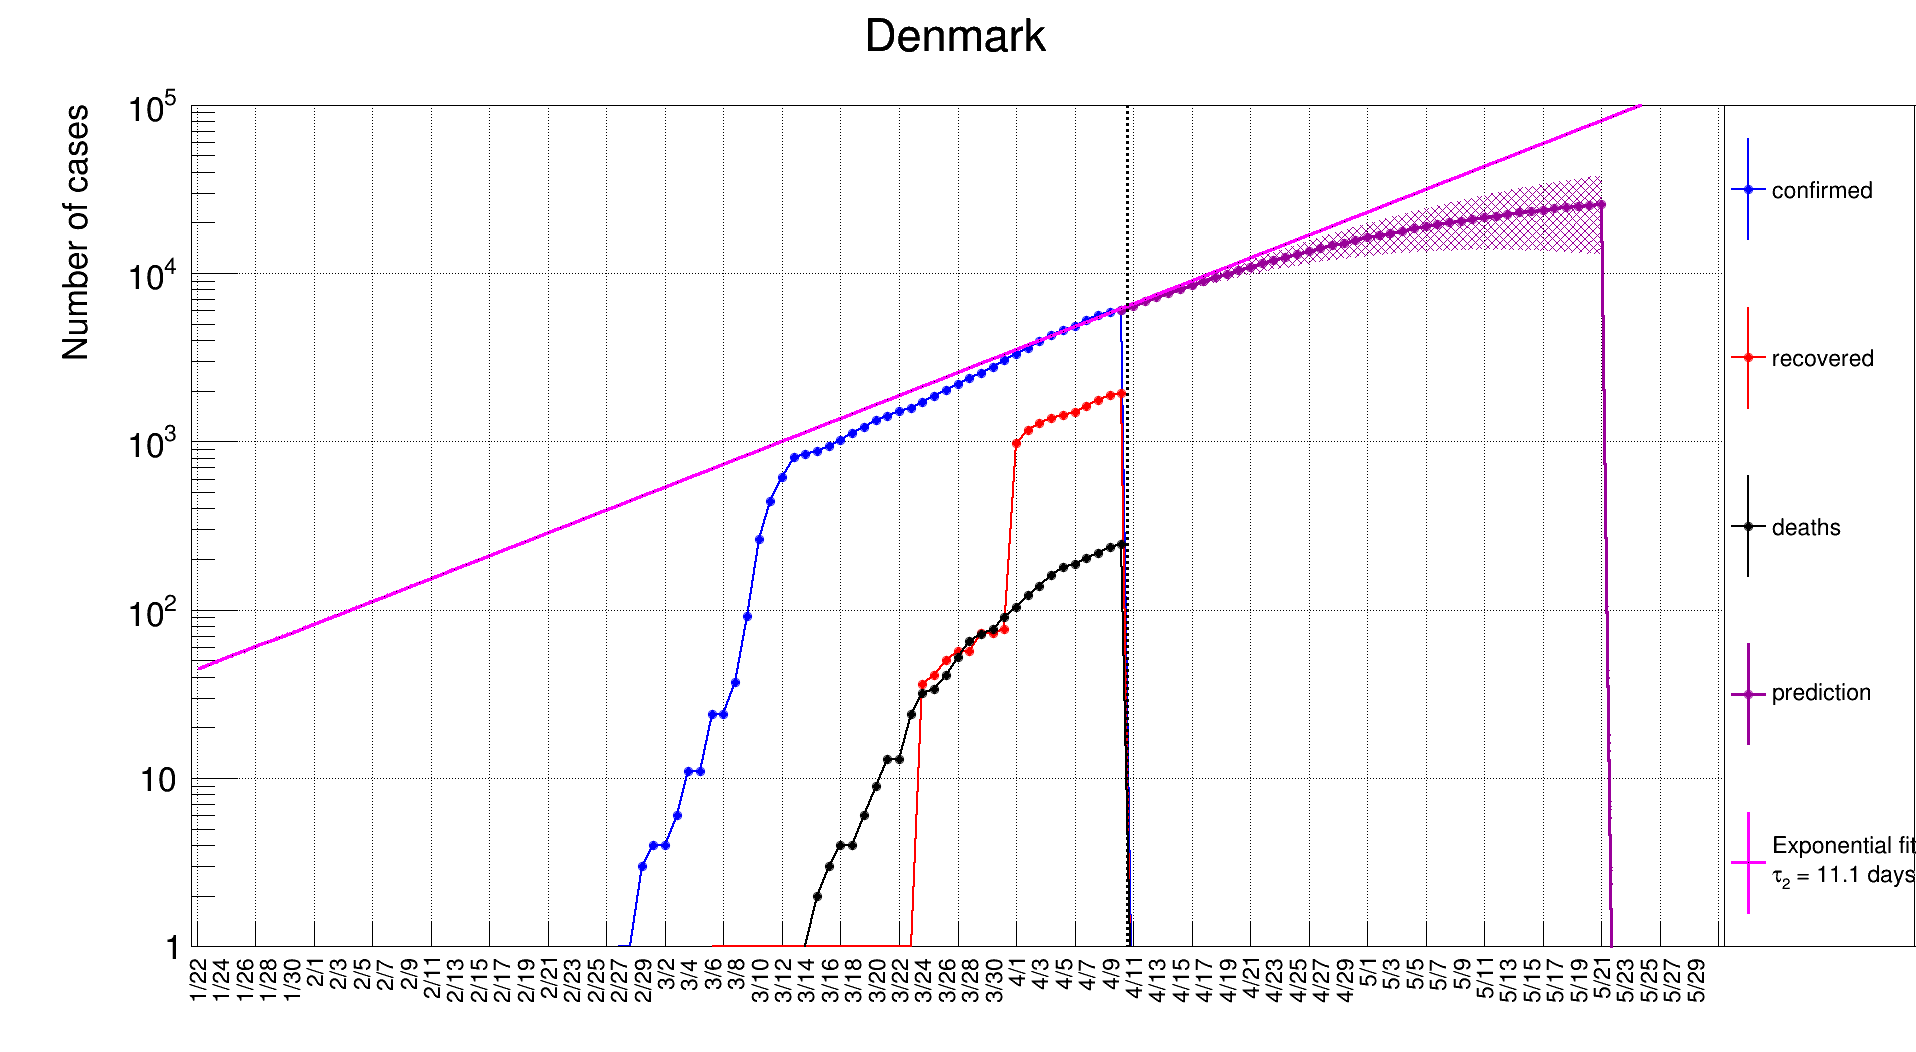 Denmark
Number of cases
10^5
10^4
10^3
10^2
10
1
1/22 1/24 1/26 1/28 1/30 2/1 2/3 2/5 2/7 2/9 2/11 2/13 2/15 2/17 2/19 2/21 2/23 2/25 2/27 2/29 3/2 3/4 3/6 3/8 3/10 3/12 3/14 3/16 3/18 3/20 3/22 3/24 3/26 3/28 3/30 4/1 4/3 4/5 4/7 4/9 4/11 4/13 4/15 4/17 4/19 4/21 4/23 4/25 4/27 4/29 5/1 5/3 5/5 5/7 5/9 5/11 5/13 5/15 5/17 5/19 5/21 5/23 5/25 5/27 5/29
confirmed
recovered
deaths
prediction
Exponential fit
τ₂ = 11.1 days